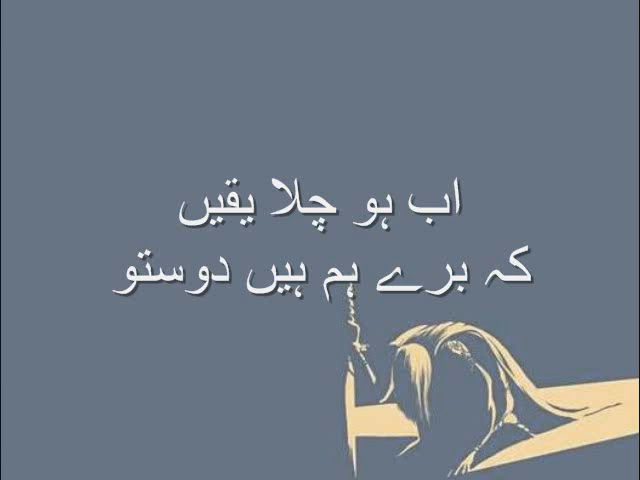 اب ہو چلا یقیں
کہ برے ہم ہیں دوستو